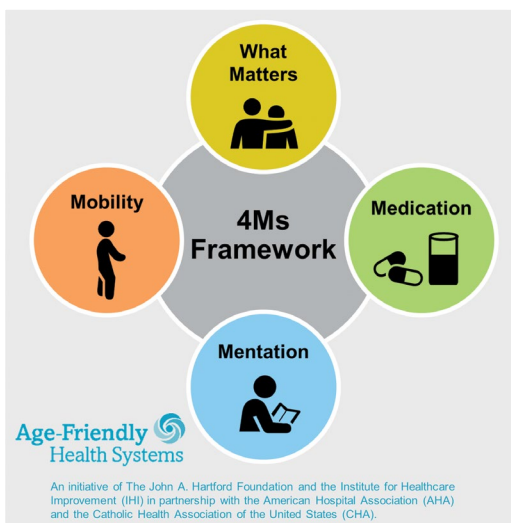 What
Matters
Mobility
4Ms
Framework
Medication
Mentation
Age-Friendly
Health Systems
An initiative of The John A. Hartford Foundation and the Institute for Healthcare
Improvement (IHI) in partnership with the American Hospital Association (AHA)
and the Catholic Health Association of the United States (CHA).